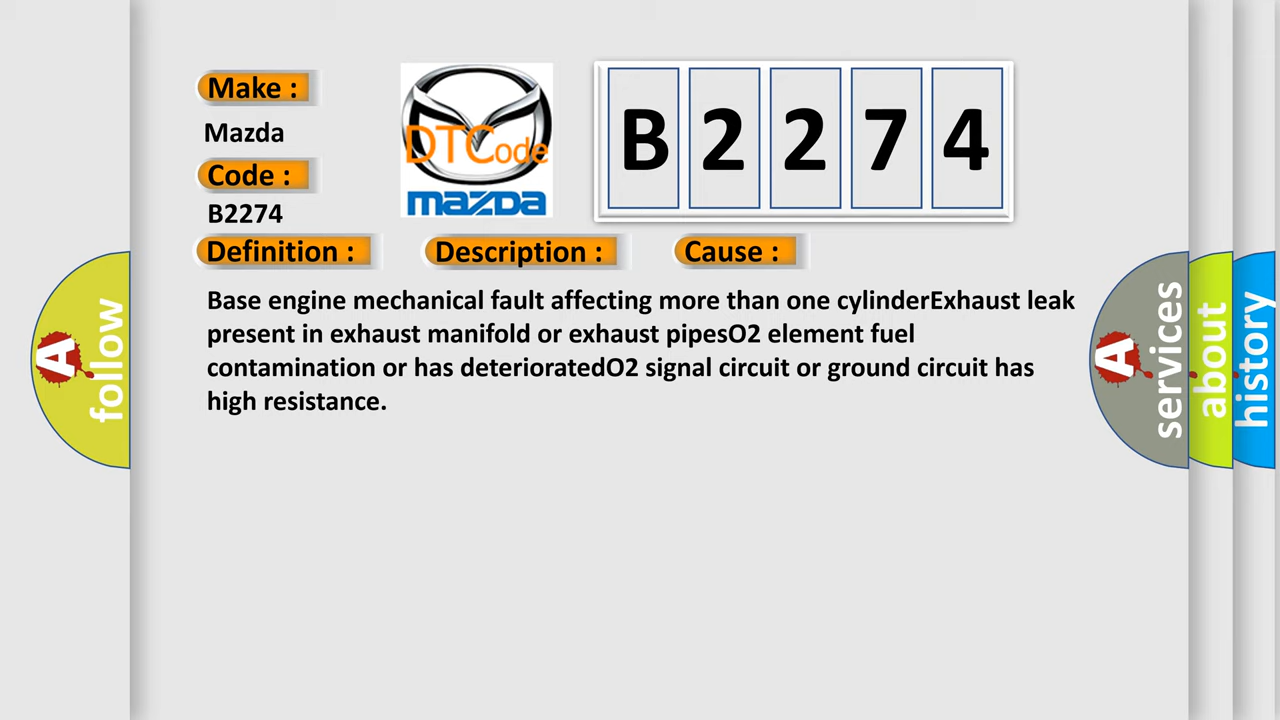 Make :
Mazda
Code :
B2274
DTCode
mazda
B 2 2 7 4
Definition :
Description :
Cause :
Base engine mechanical fault affecting more than one cylinderExhaust leak
present in exhaust manifold or exhaust pipesO2 element fuel
contamination or has deterioratedO2 signal circuit or ground circuit has
high resistance.
A
follow
A
services
about
history